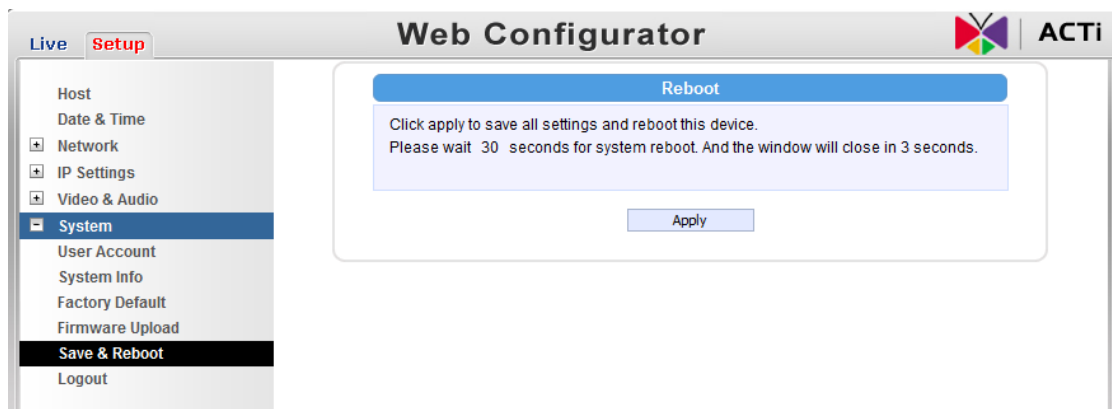 Live Setup
Web Configurator
ACTi
Host
Date & Time
Network
IP Settings
Video & Audio
System
User Account
System Info
Factory Default
Firmware Upload
Save & Reboot
Logout
Reboot
Click apply to save all settings and reboot this device.
Please wait 30 seconds for system reboot. And the window will close in 3 seconds.
Apply